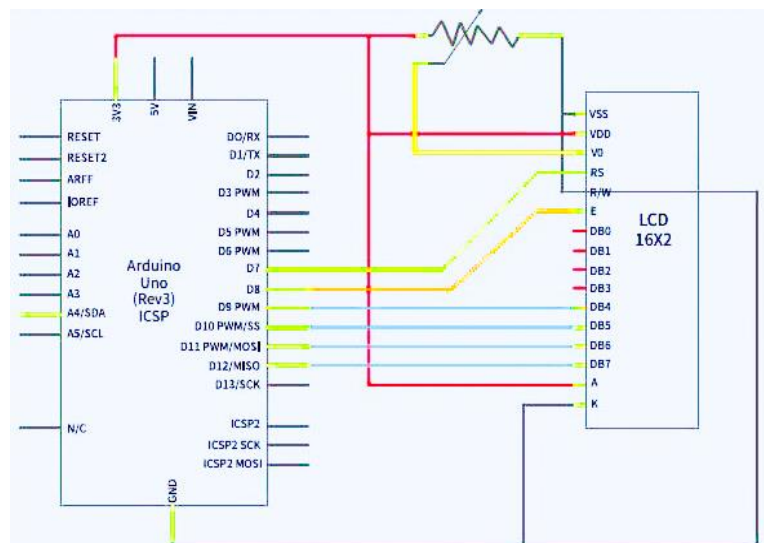 3V3
5V
VIN
RESET
RESET2
ARFF
IOREF
A0
A1
A2
A3
A4/SDA
A5/SCL
N/C
Arduino
Uno
(Rev3)
ICSP
D0/RX
D1/TX
D2
D3 PWM
D4
D5 PWM
D6 PWM
D7
D8
D9 PWM
D10 PWM/SS
D11 PWM/MOSI
D12/MISO
D13/SCK
ICSP2
ICSP2 SCK
ICSP2 MOSI
GND
VSS
VDD
V0
RS
R/W
E
DB0
DB1
DB2
DB3
DB4
DB5
DB6
DB7
A
K
LCD
16X2